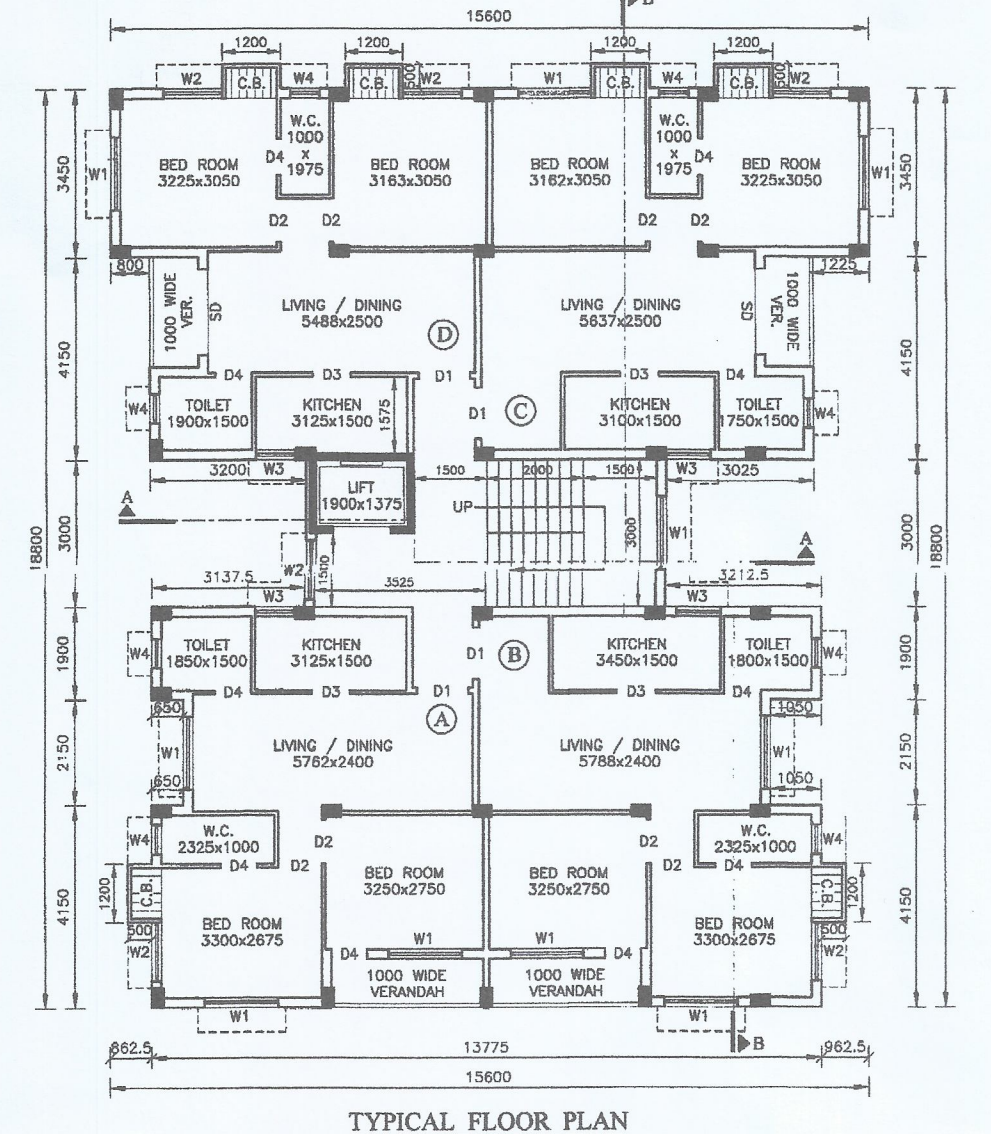 B
15600
1200 1200 1200 1200
W2 C.B. W4 C.B. 500 W2 W1 C.B. W4 C.B. 500 W2
W.C.
1000
x
1975
W.C.
1000
x
1975
W1 BED ROOM
3225x3050
D4
BED ROOM
3163x3050
BED ROOM
3162x3050
D4
BED ROOM
3225x3050
W1
3450 3450
D2 D2 D2 D2
800 1225
1000 WIDE
VER.
SD
LIVING / DINING
5488x2500
LIVING / DINING
5637x2500
SD
1000 WIDE
VER.
D
4150 4150
D4 D3 D1 D3 D4
W4 TOILET
1900x1500
KITCHEN
3125x1500
1575
D1
C
KITCHEN
3100x1500
TOILET
1750x1500
W4
3200 W3 1500 2000 1500 W3 3025
LIFT
1900x1375
A
UP
3000
W1
A
18800 3000 3000 18800
3137.5 W2 1500 3525 3212.5
W3 W3
W4 TOILET
1850x1500
KITCHEN
3125x1500
D1
B
KITCHEN
3450x1500
TOILET
1800x1500
W4
1900 1900
D4 D3 D1 D3 D4
650 A 1050
W1 LIVING / DINING
5762x2400
LIVING / DINING
5788x2400
W1
2150 2150
650 1050
W4 W.C.
2325x1000
D2 D2 W.C.
2325x1000
W4
D4 D2 D2 D4
BED ROOM
3250x2750
BED ROOM
3250x2750
1200 C.B. C.B. 1200
4150 4150
BED ROOM
3300x2675
BED ROOM
3300x2675
500 W1 W1 500
W2 D4 D4 W2
1000 WIDE
VERANDAH
1000 WIDE
VERANDAH
W1 W1
B
862.5 13775 962.5
15600
TYPICAL FLOOR PLAN